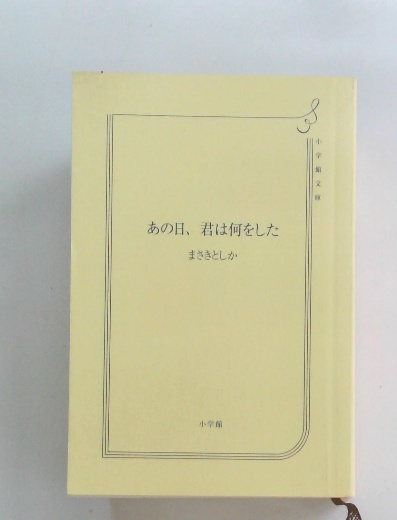 小学館文庫
あの日、君は何をした
まさきとしか
小学館